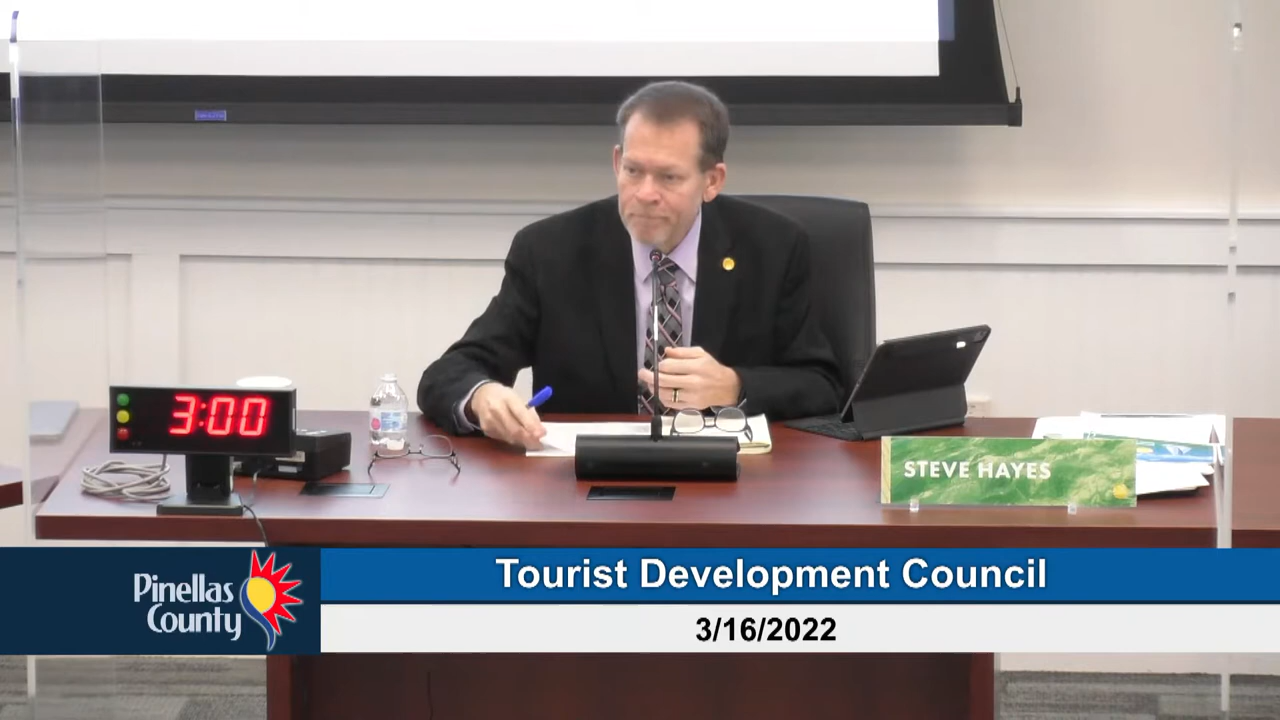 3:00
STEVE HAYES
Pinellas
County
Tourist Development Council
3/16/2022